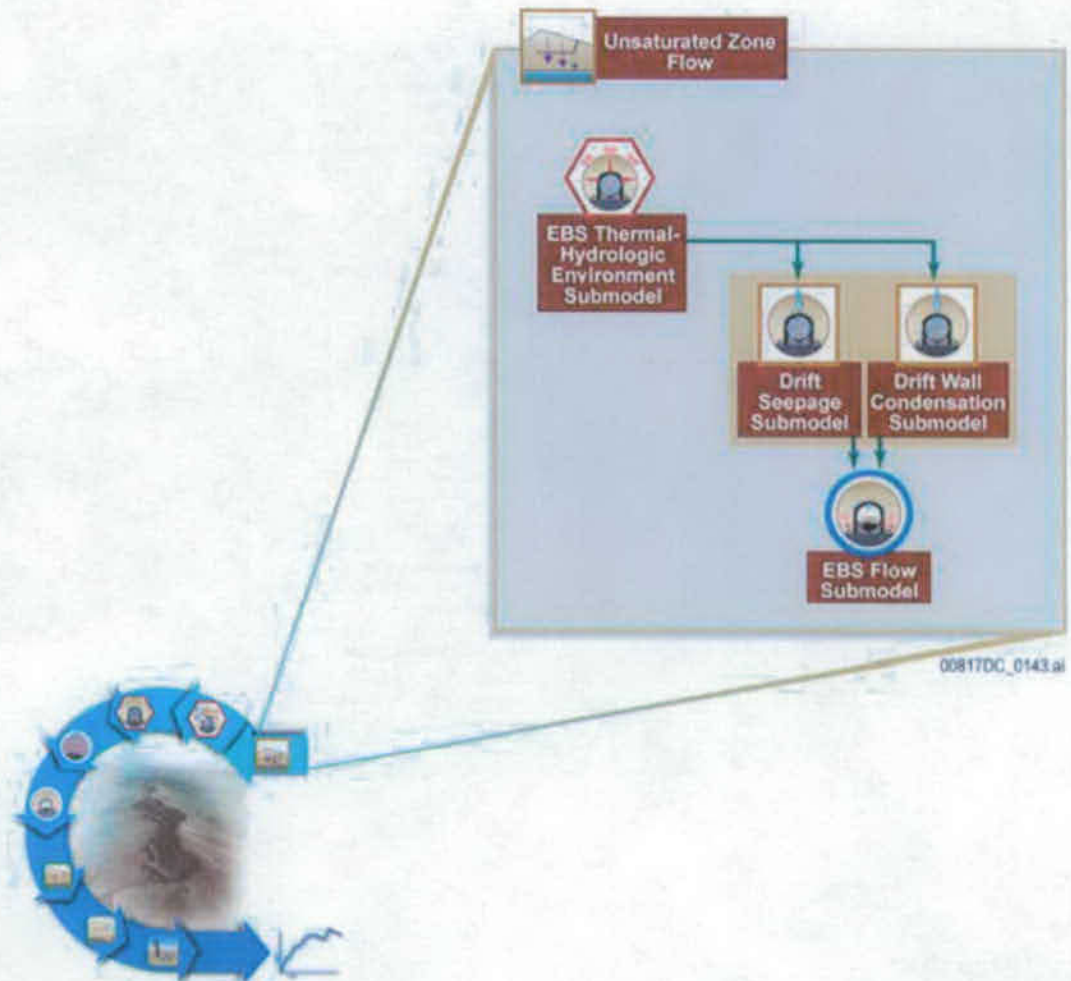 Unsaturated Zone
Flow
EBS Thermal-
Hydrologic
Environment
Submodel
Drift
Seepage
Submodel
Drift Wall
Condensation
Submodel
EBS Flow
Submodel
00817DC_0143.ai